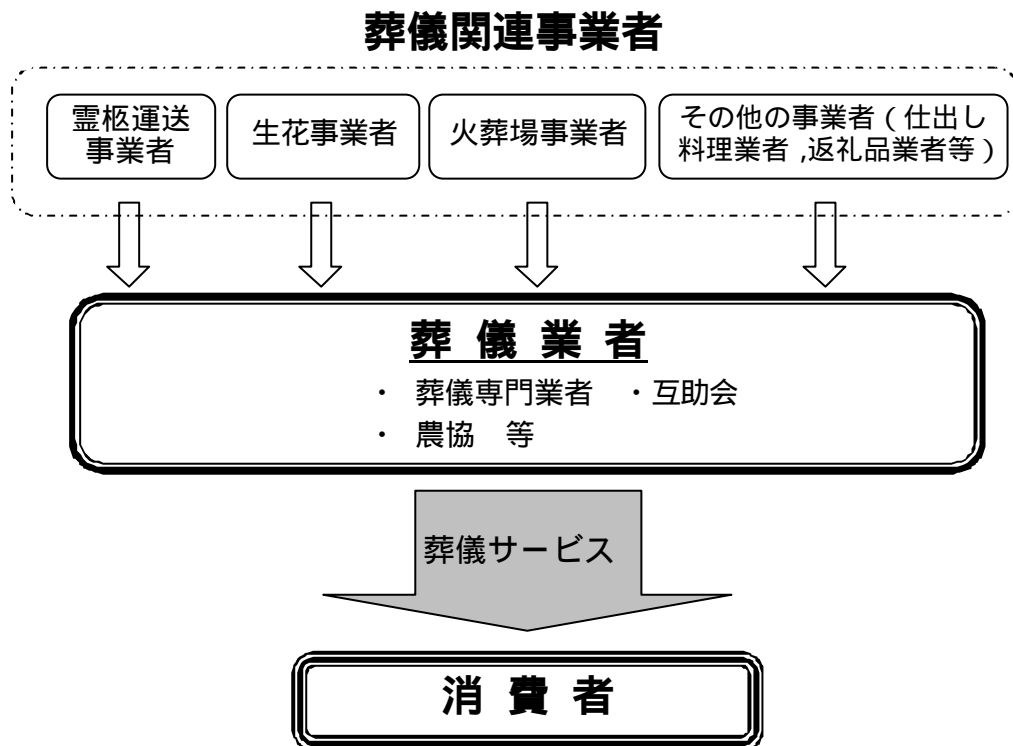 葬儀関連事業者
霊柩運送
事業者
生花事業者
火葬場事業者
その他の事業者(仕出し
料理業者,返礼品業者等)
葬儀業者
・ 葬儀専門業者 ・互助会
・ 農協 等
葬儀サービス
消費者